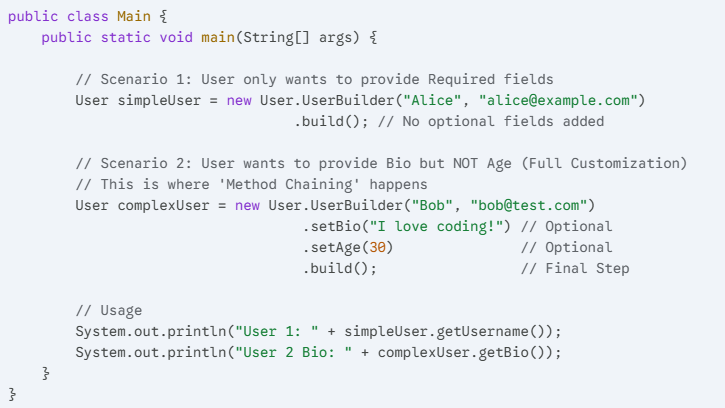 public class Main {
    public static void main(String[] args) {
        // Scenario 1: User only wants to provide Required fields
        User simpleUser = new User.UserBuilder("Alice", "alice@example.com")
                          .build(); // No optional fields added
        // Scenario 2: User wants to provide Bio but NOT Age (Full Customization)
        // This is where 'Method Chaining' happens
        User complexUser = new User.UserBuilder("Bob", "bob@test.com")
                           .setBio("I love coding!") // Optional
                           .setAge(30)               // Optional
                           .build();                 // Final Step
        // Usage
        System.out.println("User 1: " + simpleUser.getUsername());
        System.out.println("User 2 Bio: " + complexUser.getBio());
    }
}